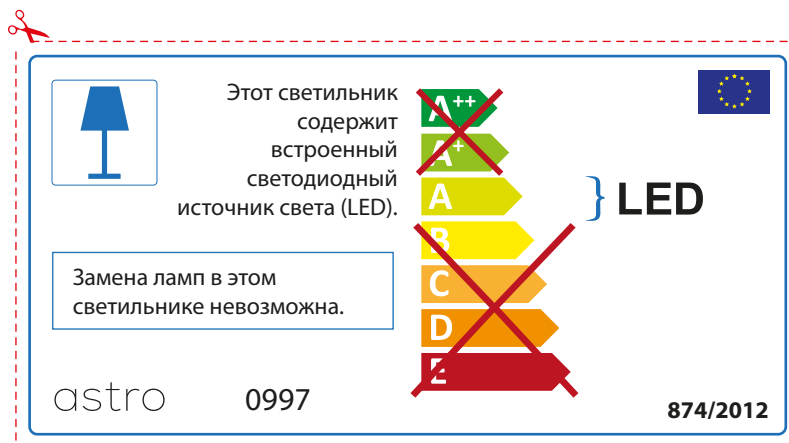 Этот светильник
содержит
встроенный
светодиодный
источник света (LED).
Замена ламп в этом
светильнике невозможна.
A++
A+
A
B
C
D
E
LED
astro
0997
874/2012